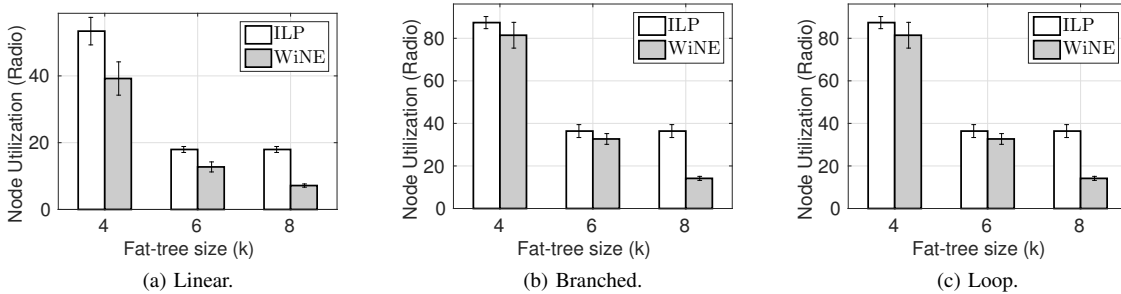 Node Utilization (Radio)
40
20
0
4
6
8
Fat-tree size (k)
ILP
WiNE
(a) Linear.
Node Utilization (Radio)
80
60
40
20
0
4
6
8
Fat-tree size (k)
ILP
WiNE
(b) Branched.
Node Utilization (Radio)
80
60
40
20
0
4
6
8
Fat-tree size (k)
ILP
WiNE
(c) Loop.